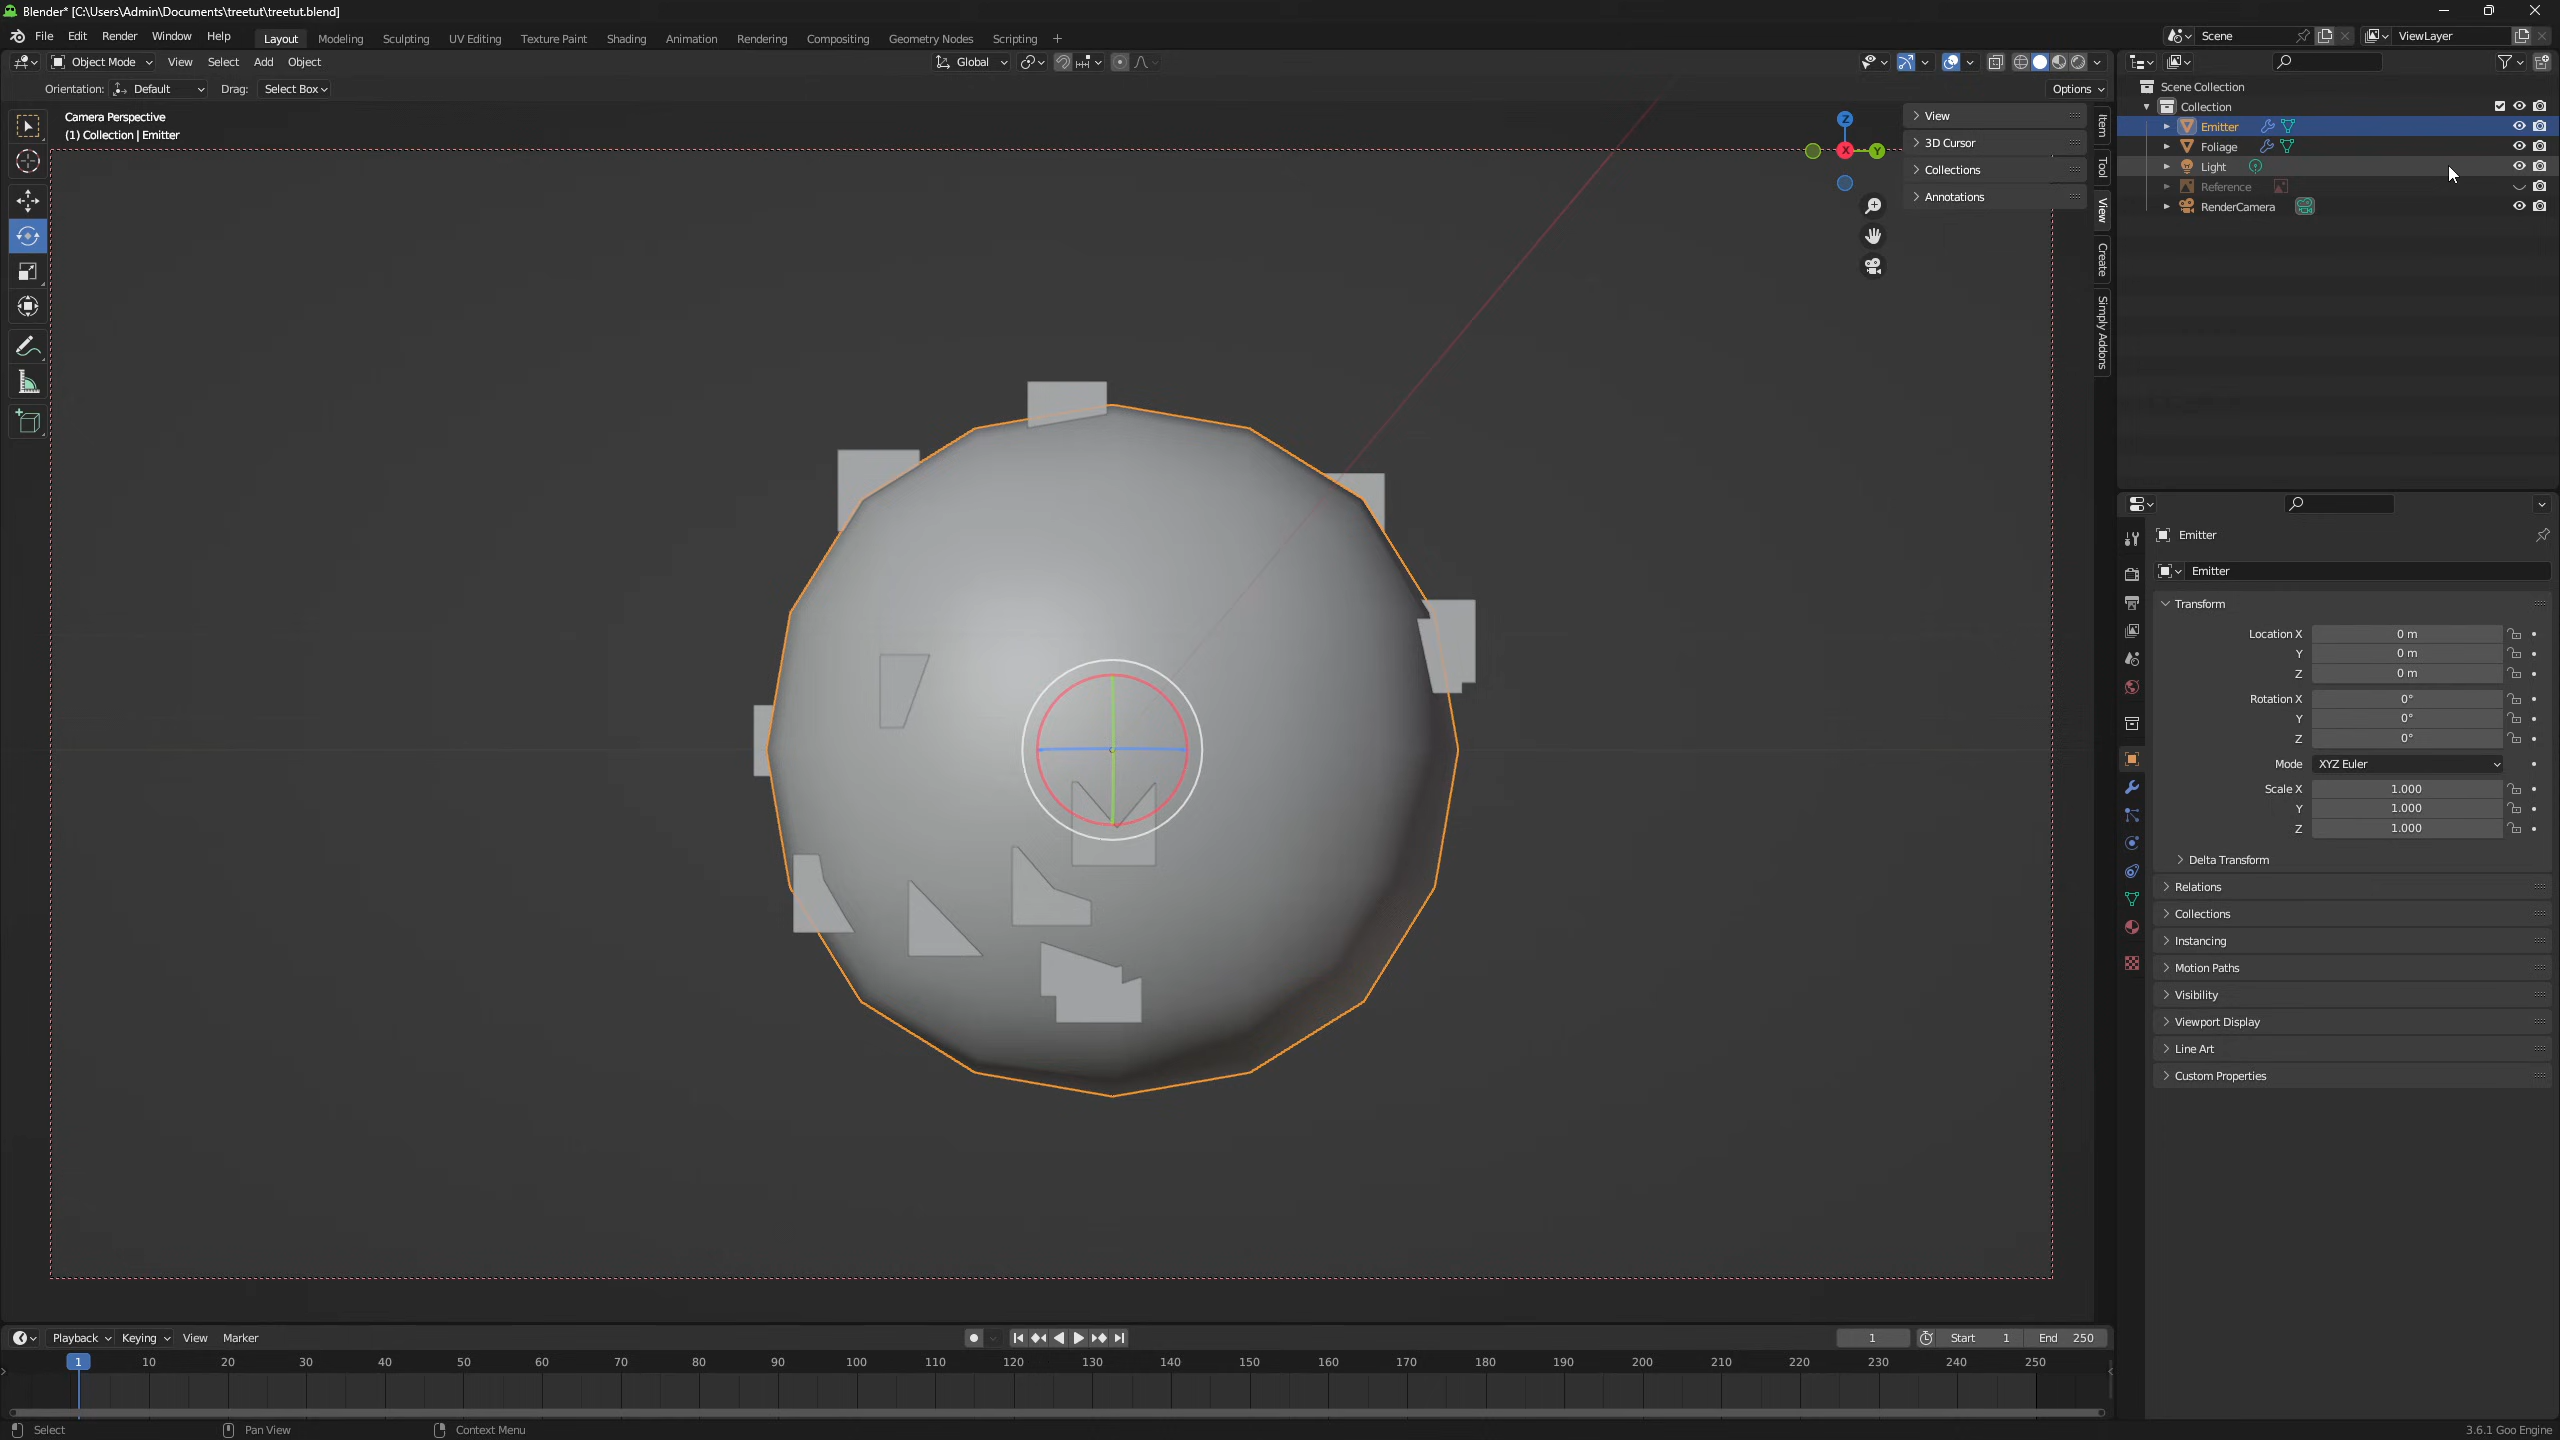 Blender* [C:\Users\Admin\Documents\treetut\treetut.blend]
File Edit Render Window Help Layout Modeling Sculpting UV Editing Texture Paint Shading Animation Rendering Compositing Geometry Nodes Scripting + Scene ViewLayer
Object Mode View Select Add Object Global
Orientation: Default Drag: Select Box Options
Camera Perspective
(1) Collection | Emitter
Z
X
Y
View
3D Cursor
Collections
Annotations
Item
Tool
View
Create
Simply Addons
Scene Collection
Collection
Emitter
Foliage
Light
Reference
RenderCamera
Emitter
Emitter
Transform
Location X 0 m
Y 0 m
Z 0 m
Rotation X 0°
Y 0°
Z 0°
Mode XYZ Euler
Scale X 1.000
Y 1.000
Z 1.000
Delta Transform
Relations
Collections
Instancing
Motion Paths
Visibility
Viewport Display
Line Art
Custom Properties
Playback Keying View Marker 1 Start 1 End 250
1 10 20 30 40 50 60 70 80 90 100 110 120 130 140 150 160 170 180 190 200 210 220 230 240 250
Select Pan View Context Menu 3.6.1 Goo Engine